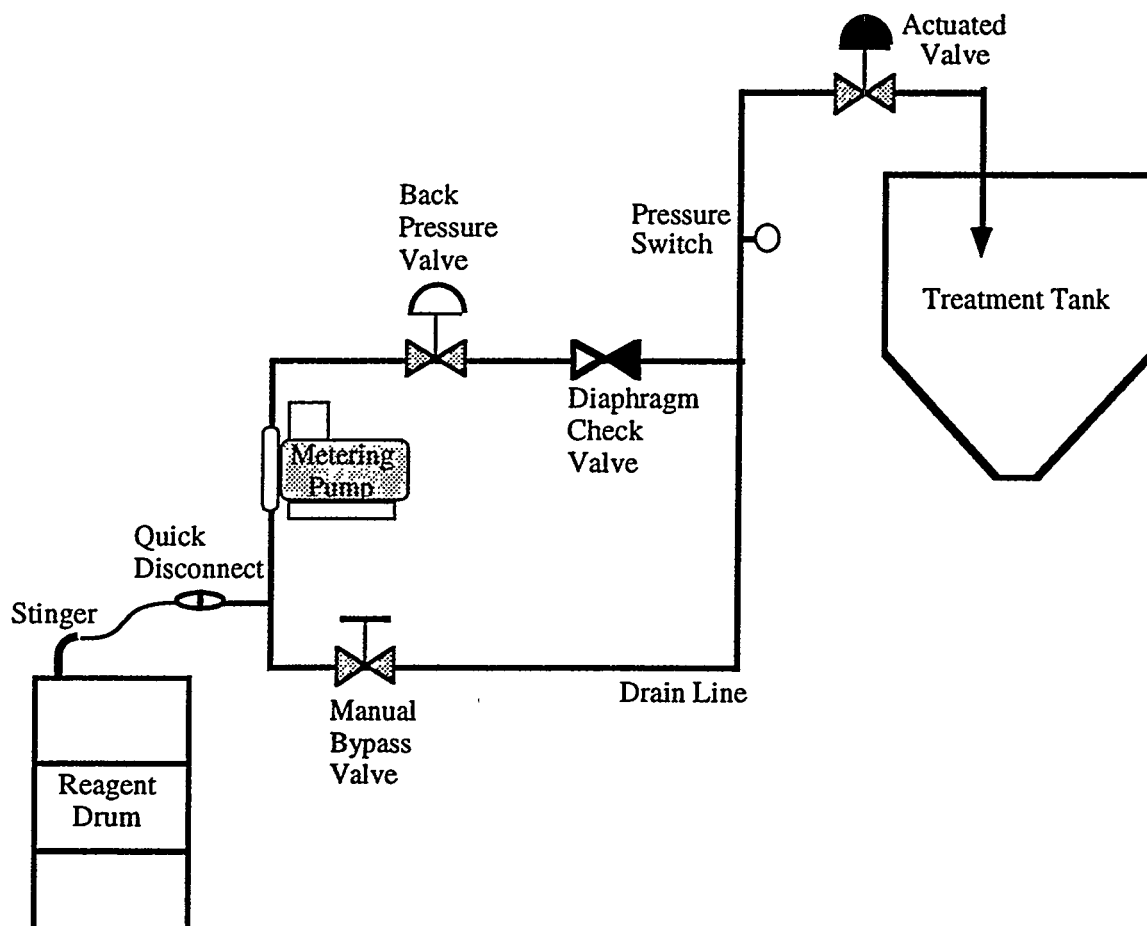 Actuated
Valve
Back
Pressure
Valve
Pressure
Switch
Treatment Tank
Diaphragm
Check
Valve
Metering
Pump
Quick
Disconnect
Stinger
Drain Line
Manual
Bypass
Valve
Reagent
Drum